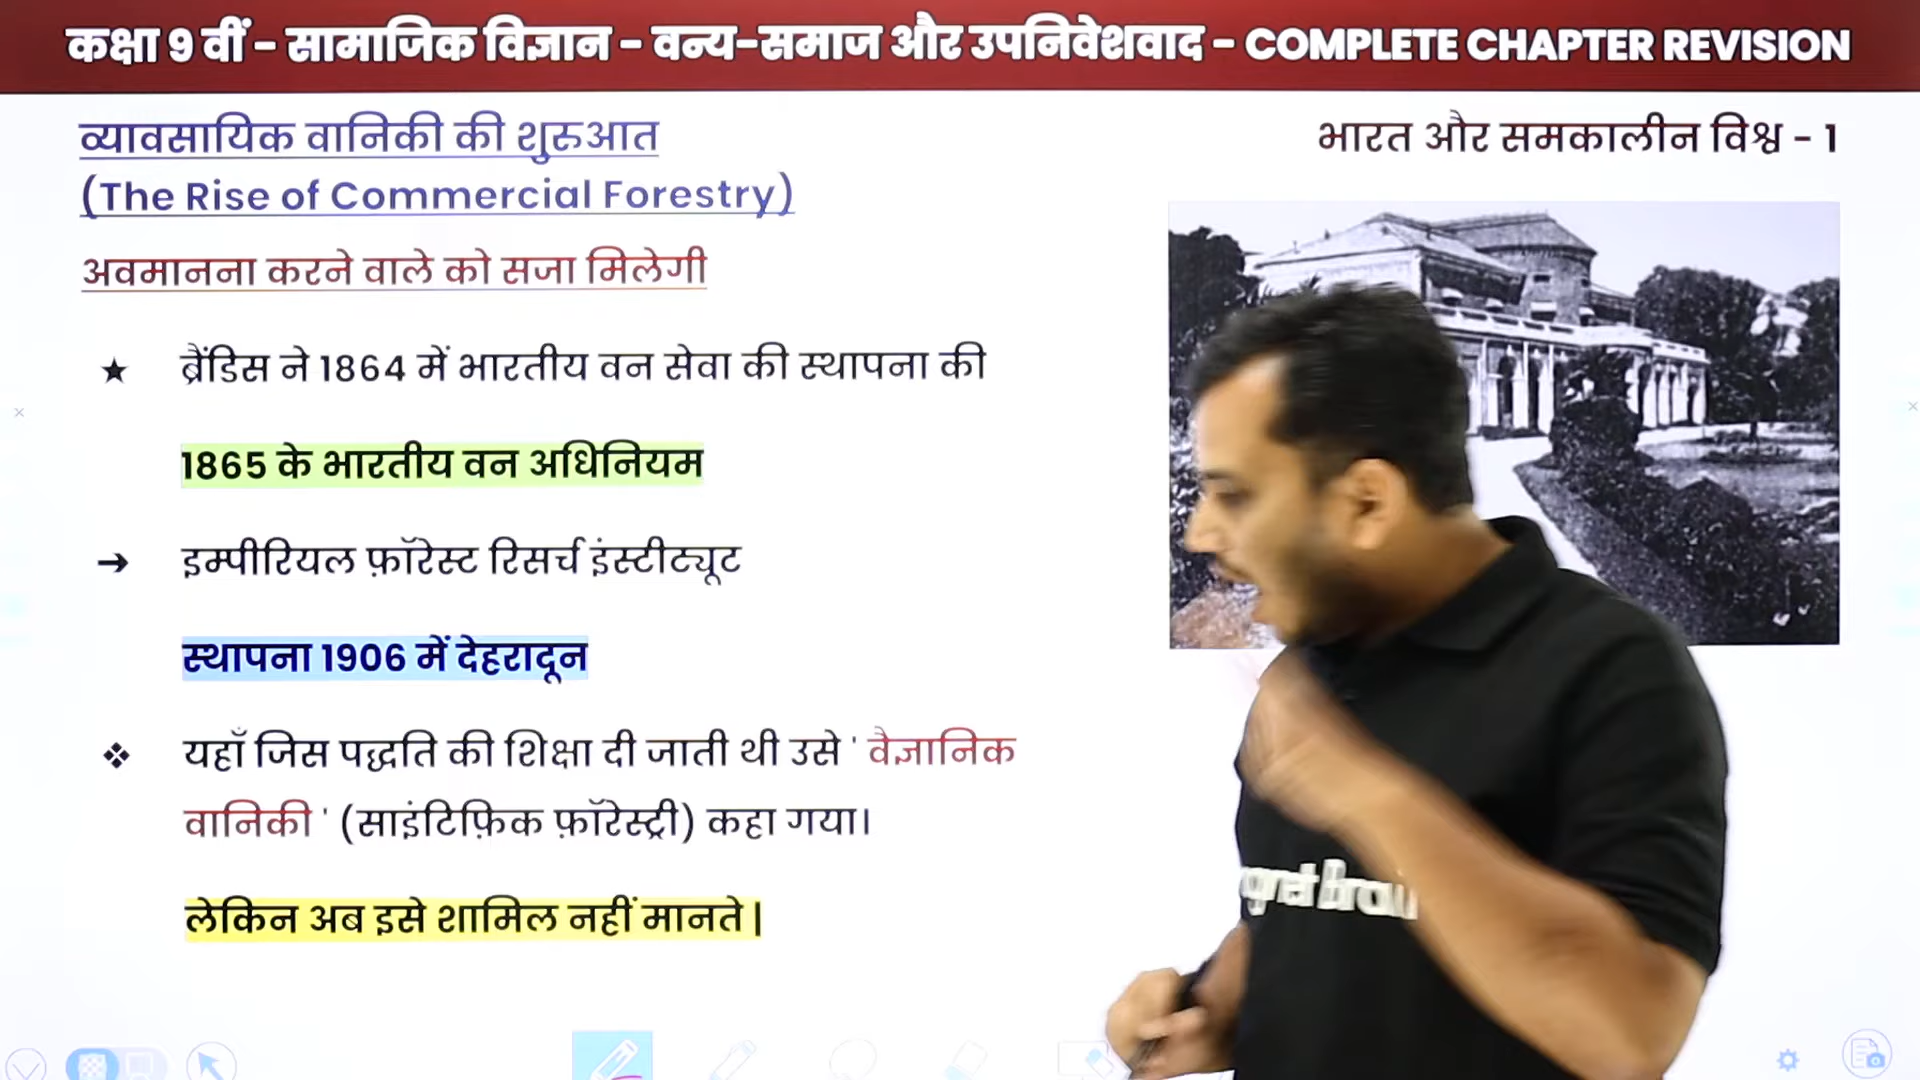 कक्षा 9 वीं - सामाजिक विज्ञान - वन्य-समाज और उपनिवेशवाद - COMPLETE CHAPTER REVISION
व्यावसायिक वानिकी की शुरुआत
(The Rise of Commercial Forestry)
भारत और समकालीन विश्व - 1
अवमानना करने वाले को सजा मिलेगी
★ ब्रैंडिस ने 1864 में भारतीय वन सेवा की स्थापना की
1865 के भारतीय वन अधिनियम
➔ इम्पीरियल फ़ॉरेस्ट रिसर्च इंस्टीट्यूट
स्थापना 1906 में देहरादून
❖ यहाँ जिस पद्धति की शिक्षा दी जाती थी उसे ' वैज्ञानिक
वानिकी ' (साइंटिफ़िक फ़ॉरेस्ट्री) कहा गया।
लेकिन अब इसे शामिल नहीं मानते |